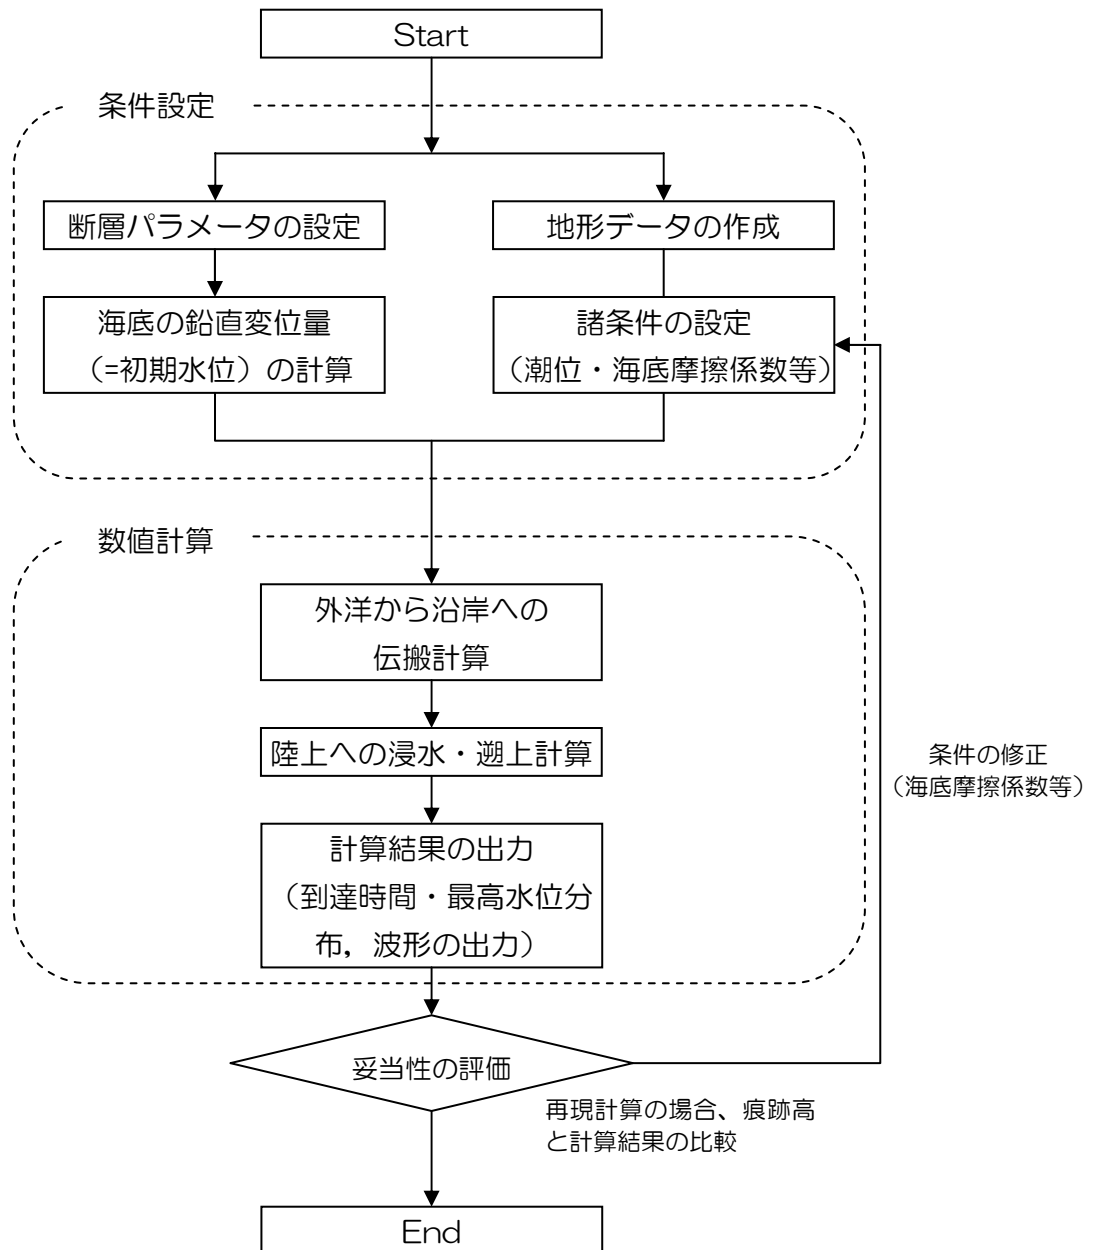 Start
条件設定
断層パラメータの設定
地形データの作成
海底の鉛直変位量
（=初期水位）の計算
諸条件の設定
（潮位・海底摩擦係数等）
数値計算
外洋から沿岸への
伝搬計算
陸上への浸水・遡上計算
計算結果の出力
（到達時間・最高水位分
布，波形の出力）
条件の修正
（海底摩擦係数等）
妥当性の評価
再現計算の場合、痕跡高
と計算結果の比較
End